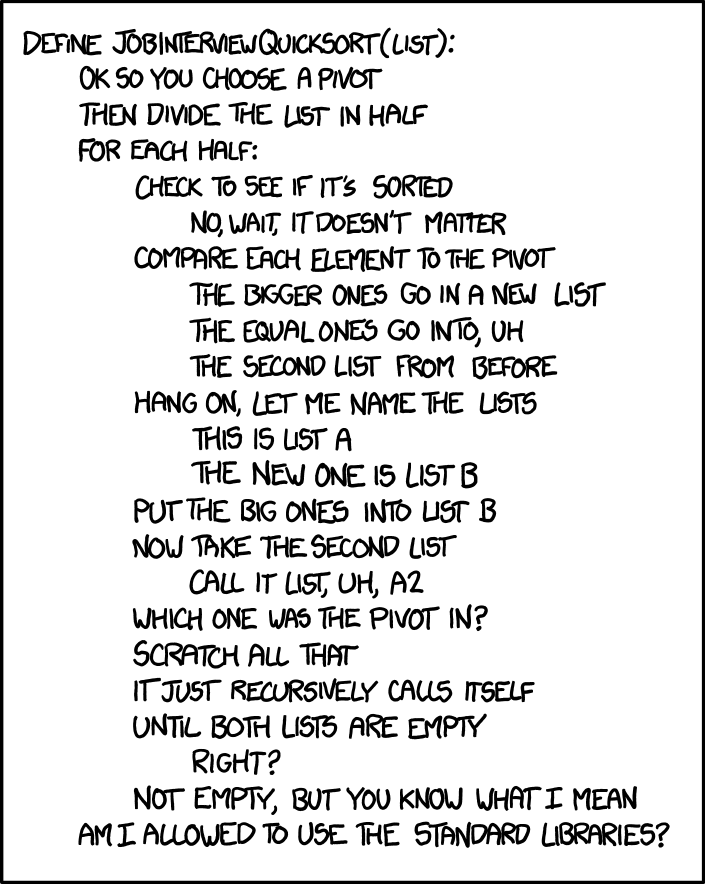 DEFINE JOBINTERVIEWQUICKSORT(LIST):
OK SO YOU CHOOSE A PIVOT
THEN DIVIDE THE LIST IN HALF
FOR EACH HALF:
CHECK TO SEE IF IT'S SORTED
NO, WAIT, IT DOESN'T MATTER
COMPARE EACH ELEMENT TO THE PIVOT
THE BIGGER ONES GO IN A NEW LIST
THE EQUAL ONES GO INTO, UH
THE SECOND LIST FROM BEFORE
HANG ON, LET ME NAME THE LISTS
THIS IS LIST A
THE NEW ONE IS LIST B
PUT THE BIG ONES INTO LIST B
NOW TAKE THE SECOND LIST
CALL IT LIST, UH, A2
WHICH ONE WAS THE PIVOT IN?
SCRATCH ALL THAT
IT JUST RECURSIVELY CALLS ITSELF
UNTIL BOTH LISTS ARE EMPTY
RIGHT?
NOT EMPTY, BUT YOU KNOW WHAT I MEAN
AM I ALLOWED TO USE THE STANDARD LIBRARIES?